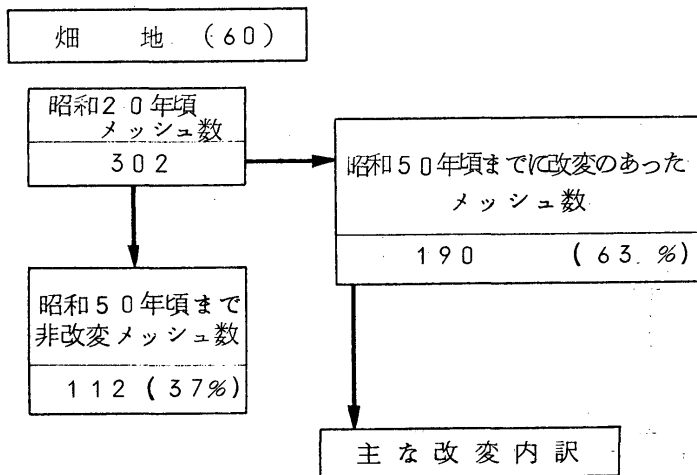 畑 地 (60)
昭和20年頃
メッシュ数
302
昭和50年頃までに改変のあった
メッシュ数
190 (63.%)
昭和50年頃まで
非改変メッシュ数
112(37%)
主な改変内訳